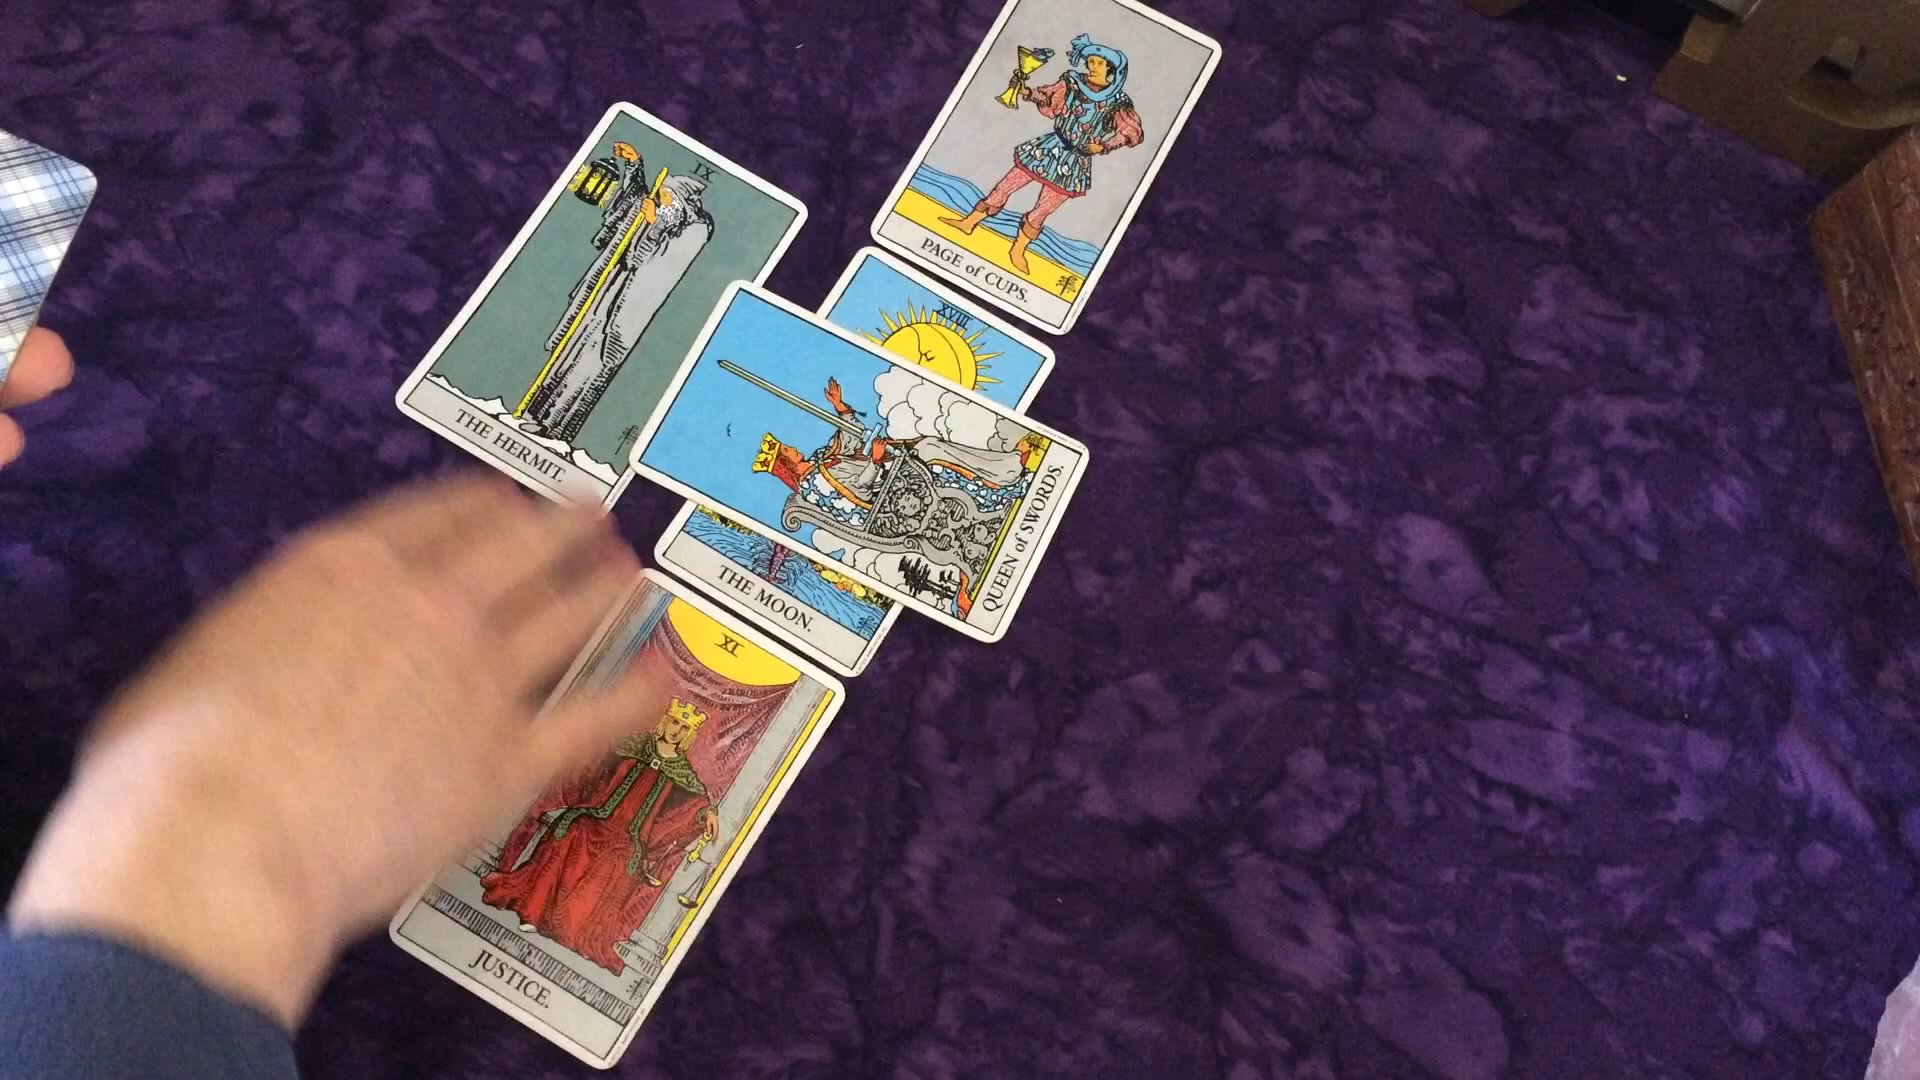 PAGE of CUPS.
IX
THE HERMIT.
XVIII
QUEEN of SWORDS.
THE MOON.
XI
JUSTICE.